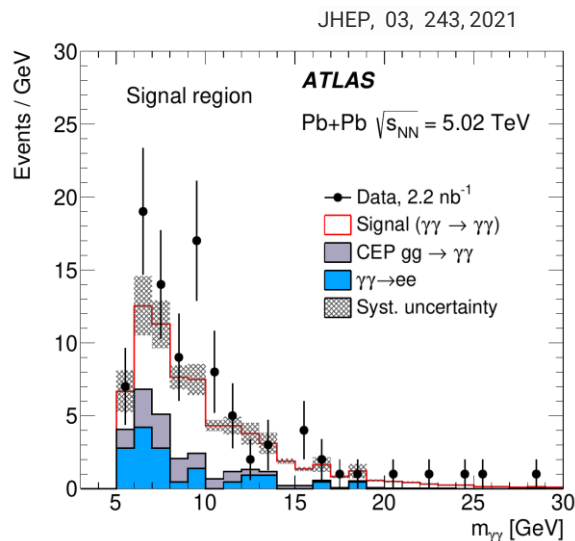 JHEP, 03, 243,2021
30
25
20
15
10
5
0
Events / GeV
Signal region
ATLAS
Pb+Pb √sNN = 5.02 TeV
Data, 2.2 nb⁻¹
Signal (γγ → γγ)
CEP gg → γγ
γγ→ee
Syst. uncertainty
5 10 15 20 25 30
mγγ [GeV]